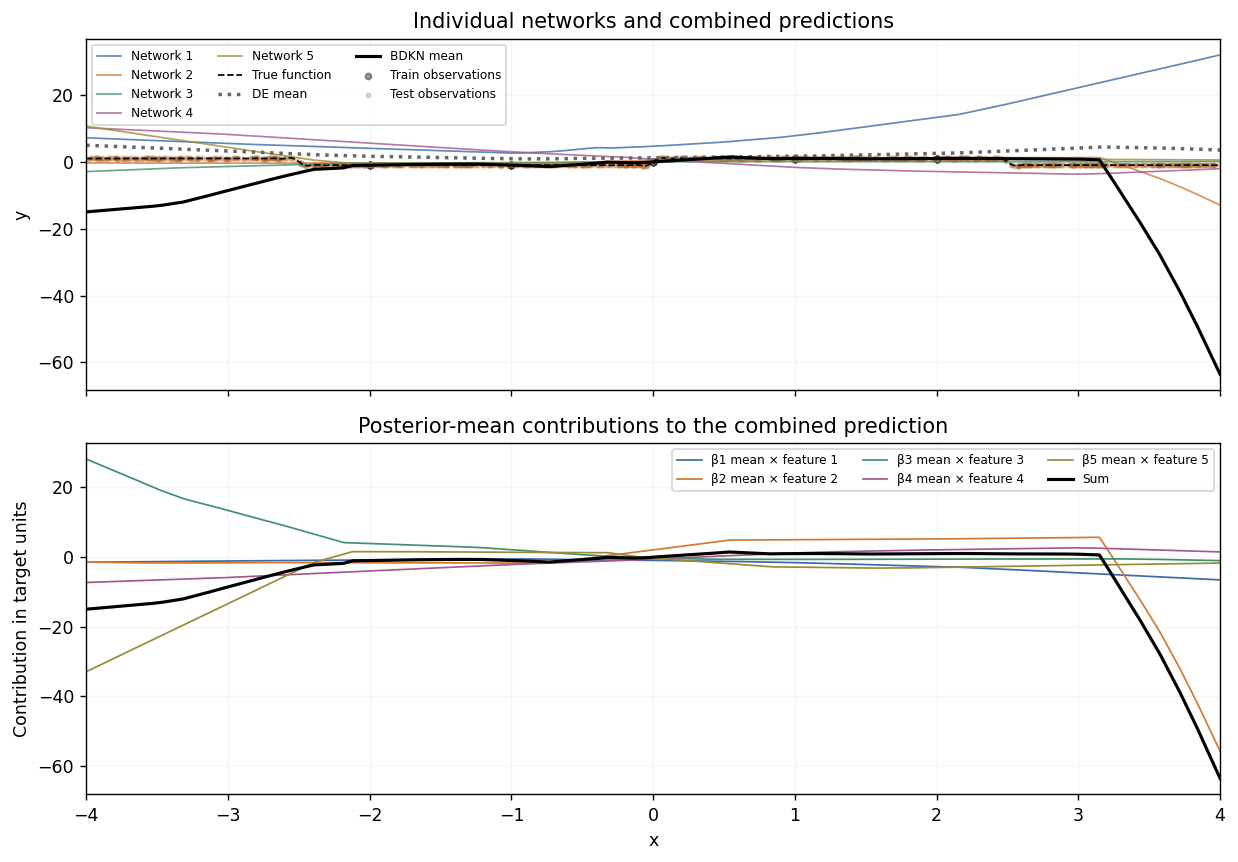 Individual networks and combined predictions
Network 1
Network 2
Network 3
Network 4
Network 5
True function
DE mean
BDKN mean
Train observations
Test observations
y
20
0
−20
−40
−60
Posterior-mean contributions to the combined prediction
β1 mean × feature 1
β2 mean × feature 2
β3 mean × feature 3
β4 mean × feature 4
β5 mean × feature 5
Sum
Contribution in target units
20
0
−20
−40
−60
−4 −3 −2 −1 0 1 2 3 4
x